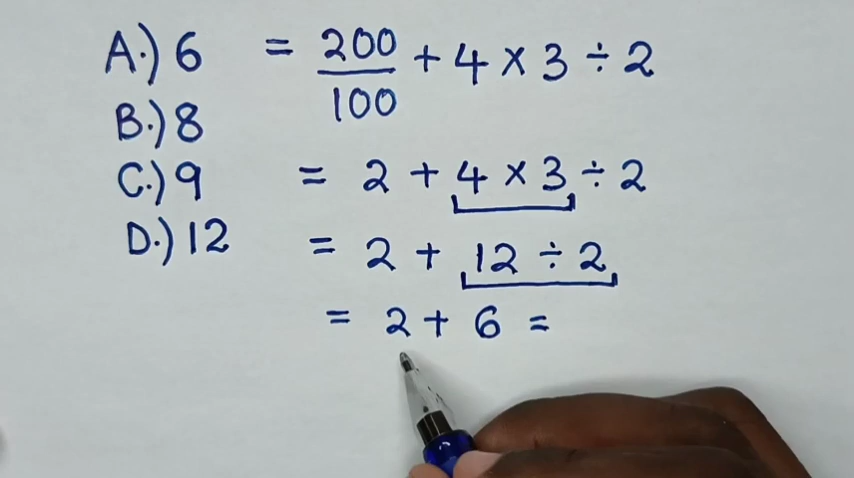 A.) 6 = 200/100 + 4 × 3 ÷ 2
B.) 8
C.) 9 = 2 + 4 × 3 ÷ 2
D.) 12 = 2 + 12 ÷ 2
= 2 + 6 =